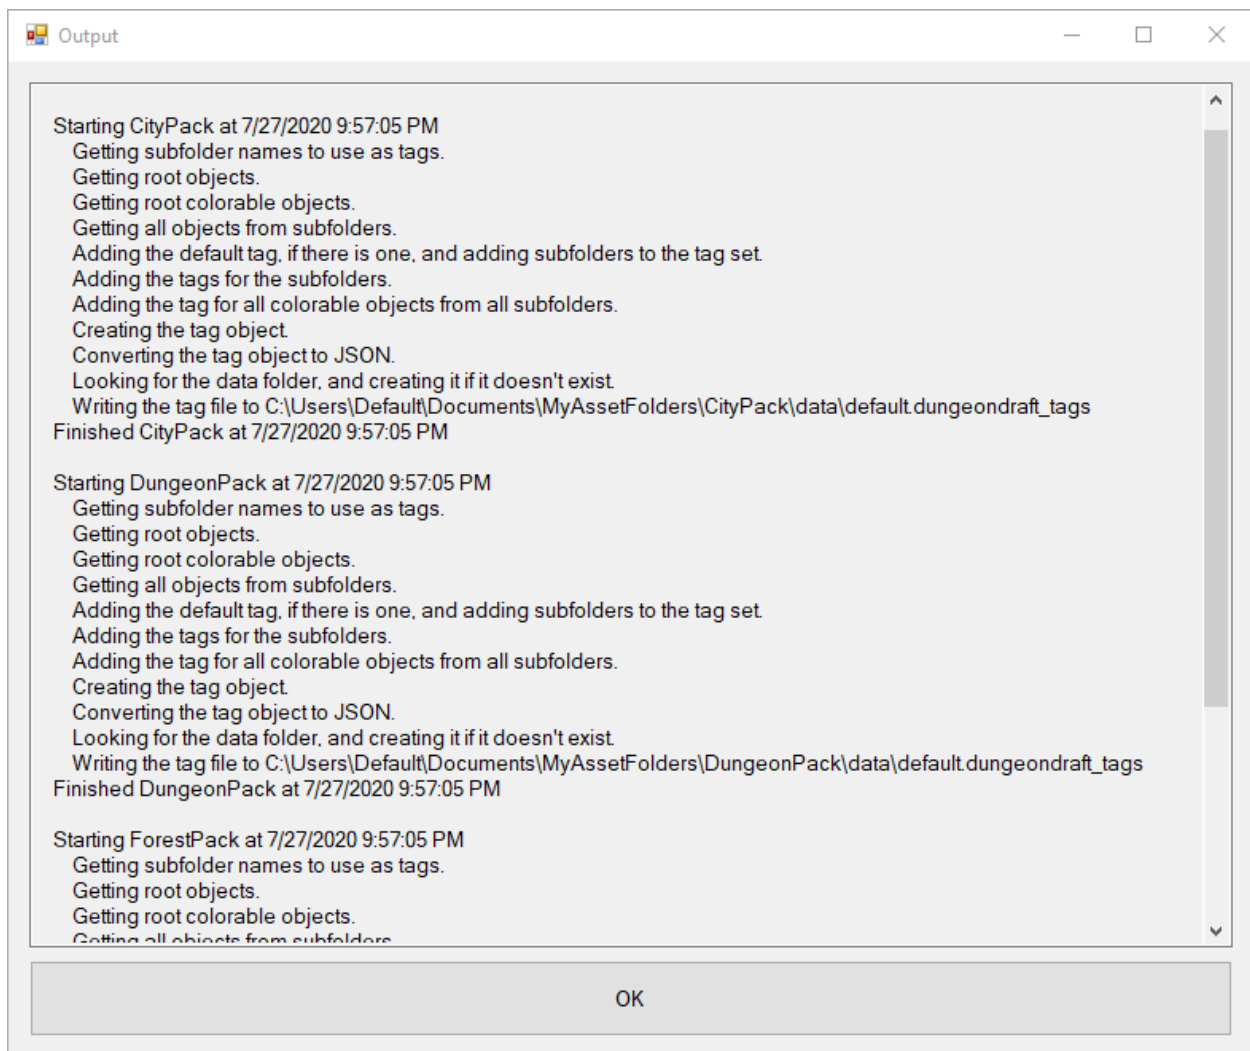 Output
Starting CityPack at 7/27/2020 9:57:05 PM
Getting subfolder names to use as tags.
Getting root objects.
Getting root colorable objects.
Getting all objects from subfolders.
Adding the default tag, if there is one, and adding subfolders to the tag set.
Adding the tags for the subfolders.
Adding the tag for all colorable objects from all subfolders.
Creating the tag object.
Converting the tag object to JSON.
Looking for the data folder, and creating it if it doesn't exist.
Writing the tag file to C:\Users\Default\Documents\MyAssetFolders\CityPack\data\default.dungeondraft_tags
Finished CityPack at 7/27/2020 9:57:05 PM
Starting DungeonPack at 7/27/2020 9:57:05 PM
Getting subfolder names to use as tags.
Getting root objects.
Getting root colorable objects.
Getting all objects from subfolders.
Adding the default tag, if there is one, and adding subfolders to the tag set.
Adding the tags for the subfolders.
Adding the tag for all colorable objects from all subfolders.
Creating the tag object.
Converting the tag object to JSON.
Looking for the data folder, and creating it if it doesn't exist.
Writing the tag file to C:\Users\Default\Documents\MyAssetFolders\DungeonPack\data\default.dungeondraft_tags
Finished DungeonPack at 7/27/2020 9:57:05 PM
Starting ForestPack at 7/27/2020 9:57:05 PM
Getting subfolder names to use as tags.
Getting root objects.
Getting root colorable objects.
Getting all objects from subfolders.
OK